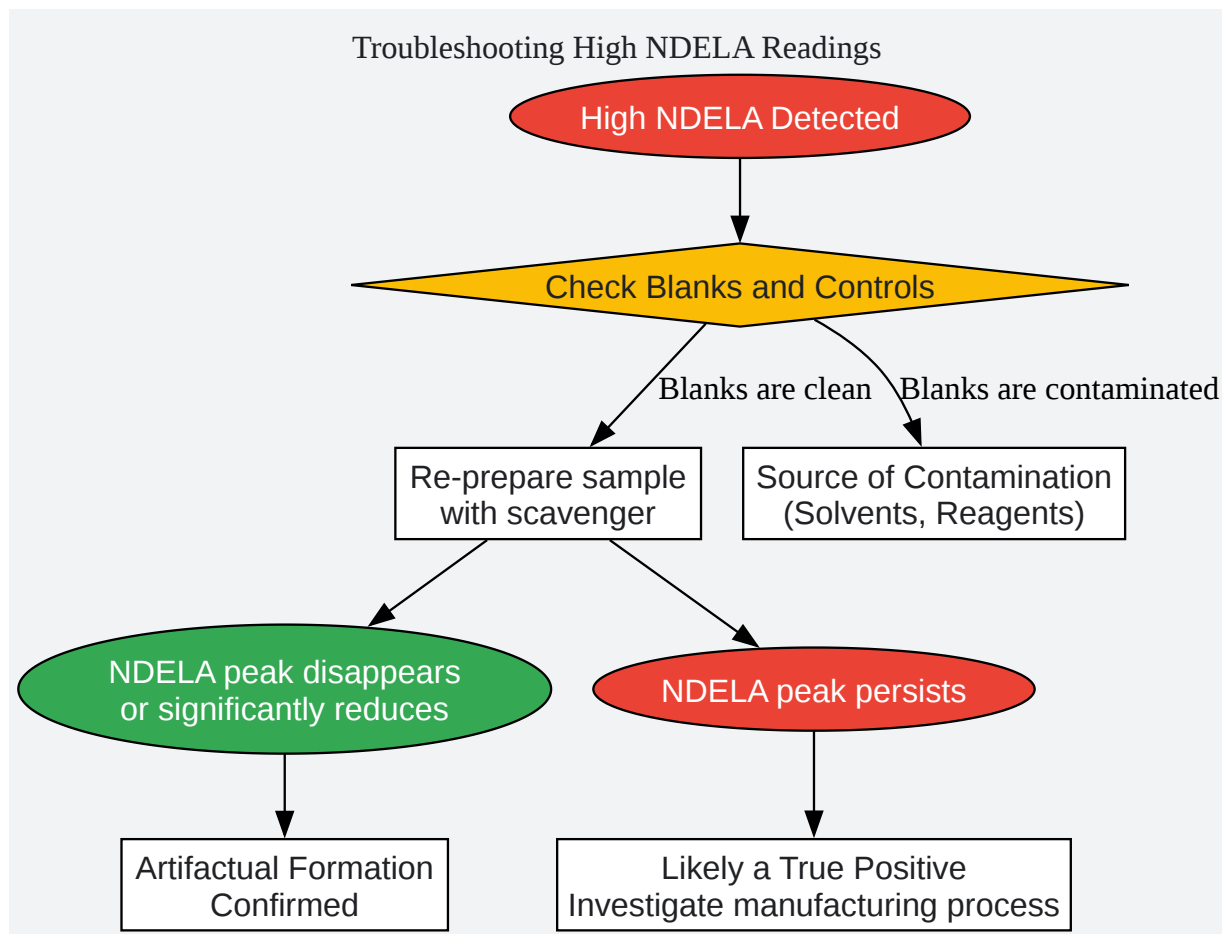 Troubleshooting High NDELA Readings
High NDELA Detected
Check Blanks and Controls
Blanks are clean
Blanks are contaminated
Re-prepare sample
with scavenger
Source of Contamination
(Solvents, Reagents)
NDELA peak disappears
or significantly reduces
NDELA peak persists
Artifactual Formation
Confirmed
Likely a True Positive
Investigate manufacturing process